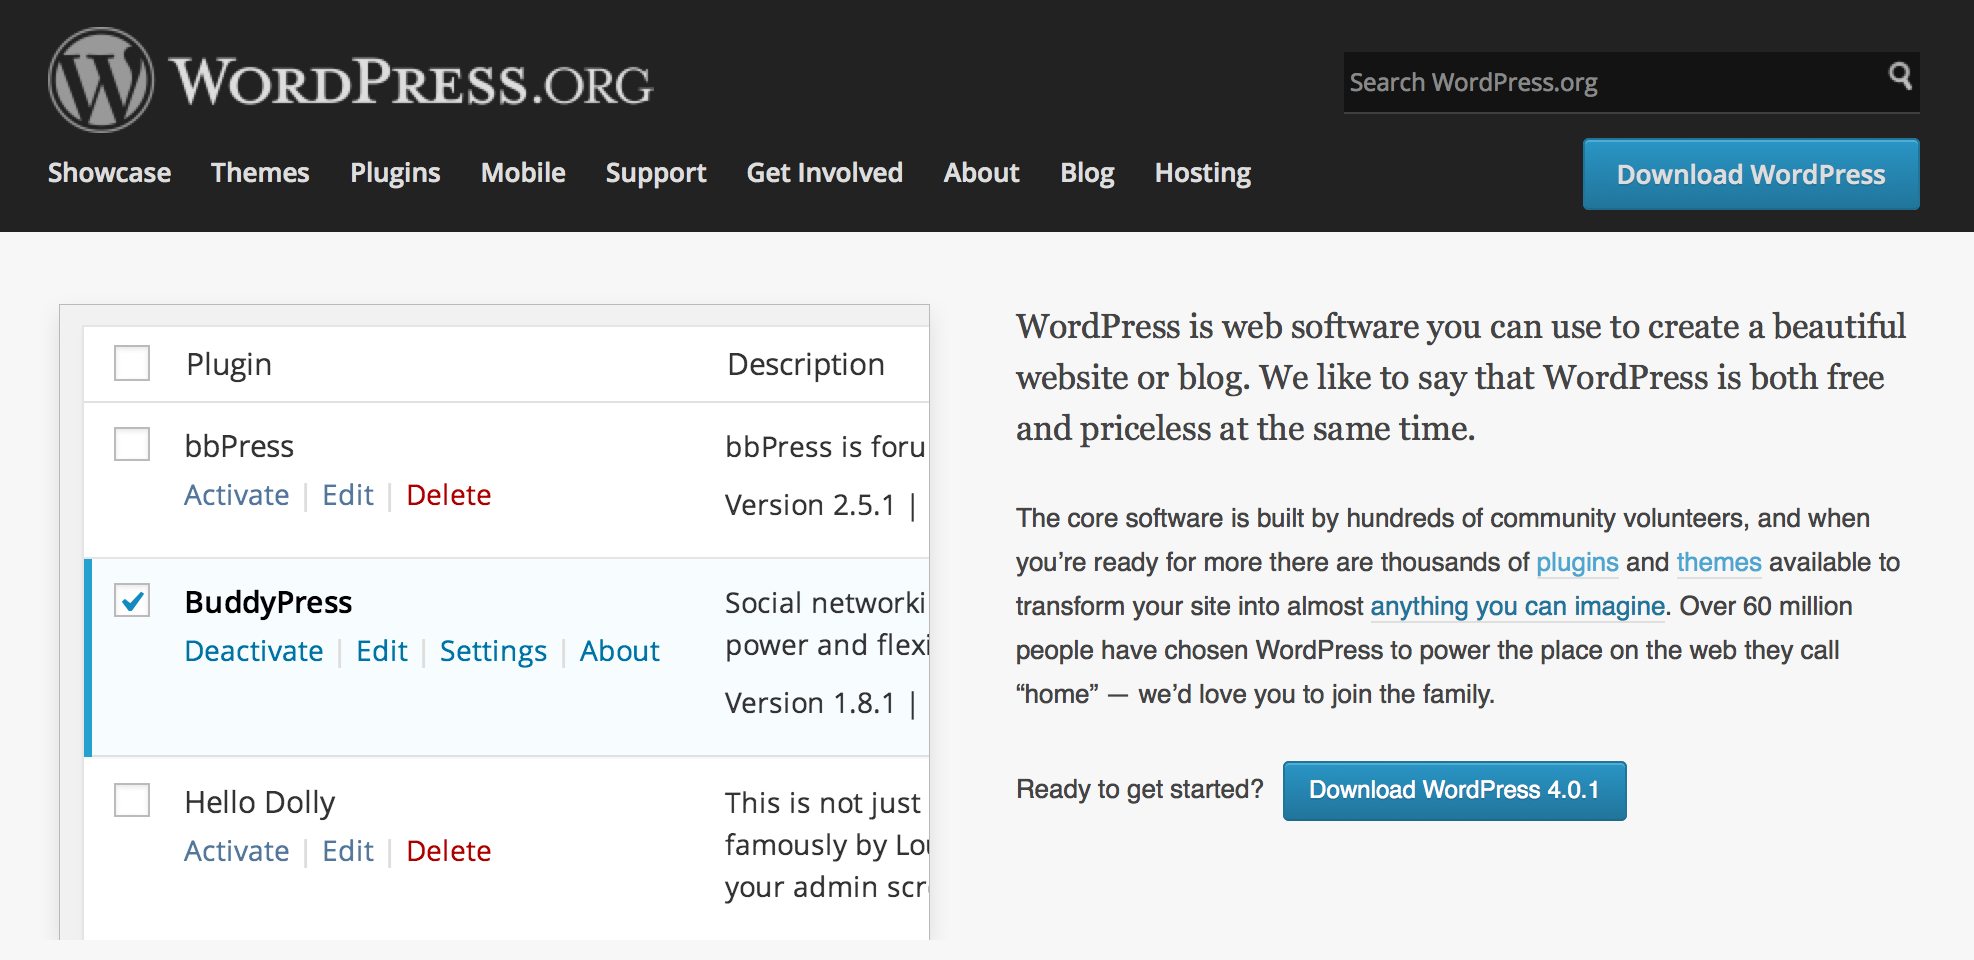 WORDPRESS.ORG
Search WordPress.org
Showcase Themes Plugins Mobile Support Get Involved About Blog Hosting
Download WordPress
Plugin Description
bbPress bbPress is foru
Activate | Edit | Delete Version 2.5.1 |
BuddyPress Social networki
power and flexi
Deactivate | Edit | Settings | About
Version 1.8.1 |
Hello Dolly This is not just
Activate | Edit | Delete famously by Lou
your admin scr
WordPress is web software you can use to create a beautiful
website or blog. We like to say that WordPress is both free
and priceless at the same time.
The core software is built by hundreds of community volunteers, and when
you’re ready for more there are thousands of plugins and themes available to
transform your site into almost anything you can imagine. Over 60 million
people have chosen WordPress to power the place on the web they call
“home” — we’d love you to join the family.
Ready to get started? Download WordPress 4.0.1